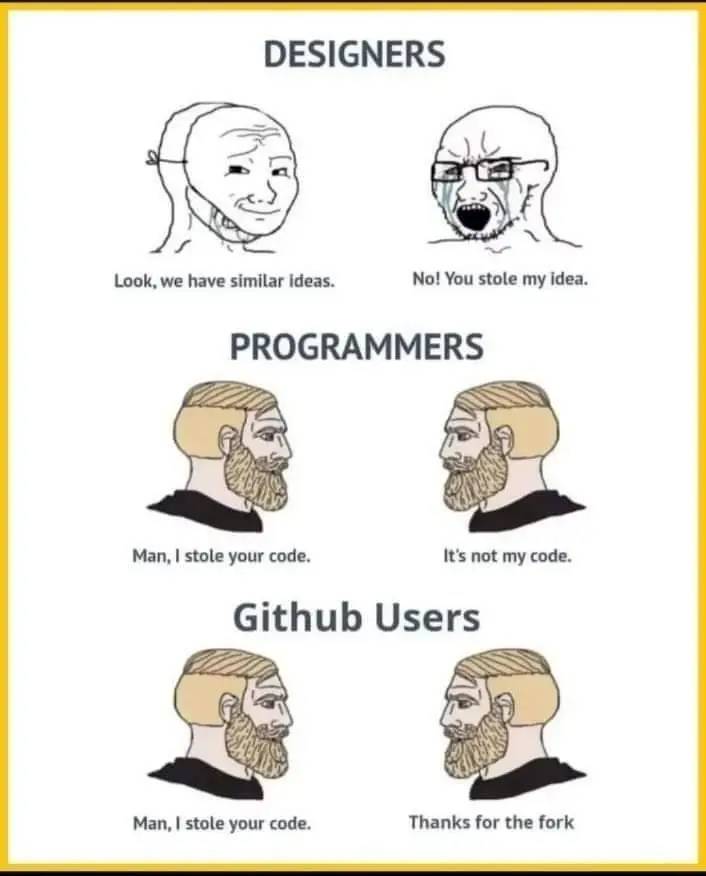 DESIGNERS
Look, we have similar ideas.
No! You stole my idea.
PROGRAMMERS
Man, I stole your code.
It's not my code.
Github Users
Man, I stole your code.
Thanks for the fork